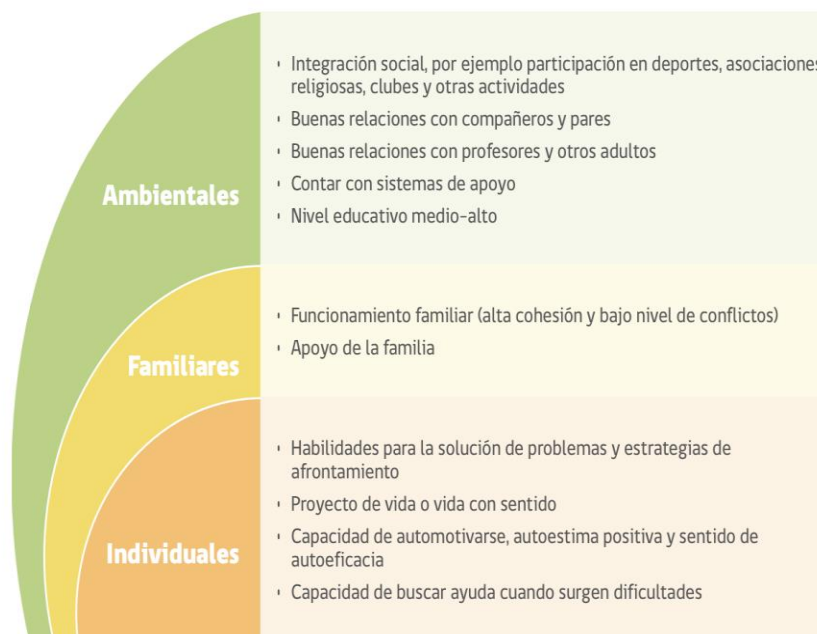 Ambientales
· Integración social, por ejemplo participación en deportes, asociaciones
religiosas, clubes y otras actividades
· Buenas relaciones con compañeros y pares
· Buenas relaciones con profesores y otros adultos
· Contar con sistemas de apoyo
· Nivel educativo medio-alto
Familiares
· Funcionamiento familiar (alta cohesión y bajo nivel de conflictos)
· Apoyo de la familia
Individuales
· Habilidades para la solución de problemas y estrategias de
afrontamiento
· Proyecto de vida o vida con sentido
· Capacidad de automotivarse, autoestima positiva y sentido de
autoeficacia
· Capacidad de buscar ayuda cuando surgen dificultades